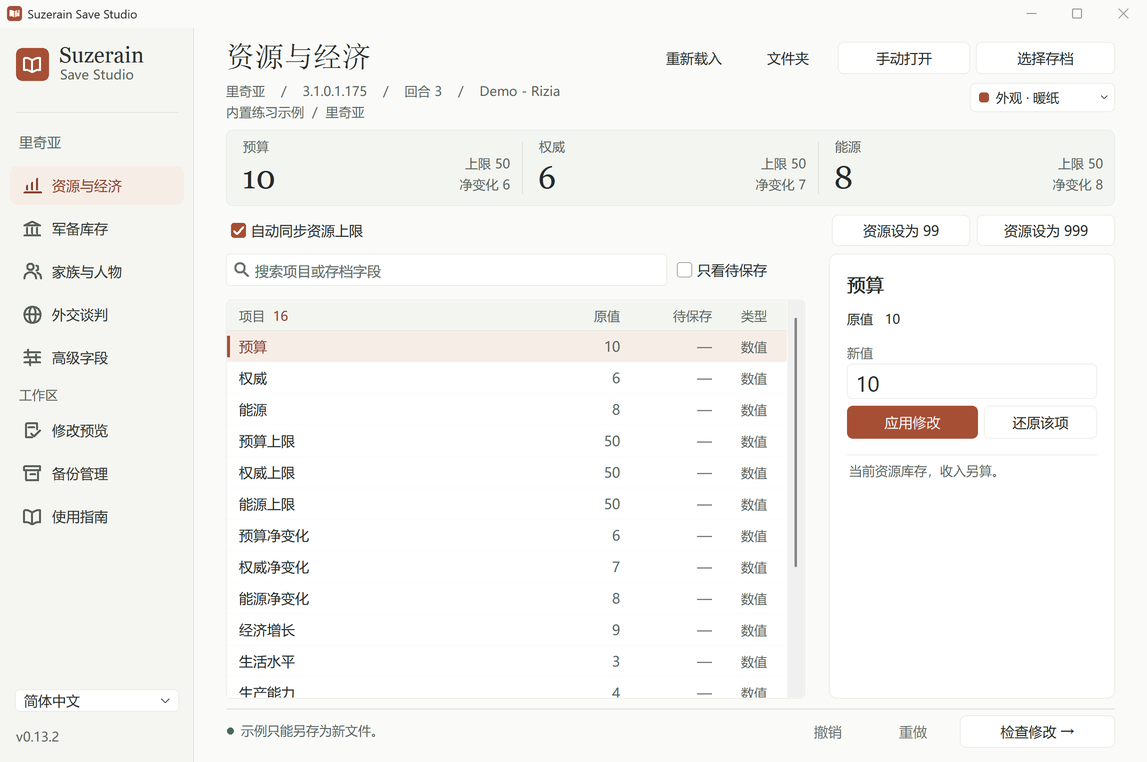 Suzerain Save Studio
Suzerain
Save Studio
里奇亚
资源与经济
军备库存
家族与人物
外交谈判
高级字段
工作区
修改预览
备份管理
使用指南
简体中文
v0.13.2
资源与经济
重新载入 文件夹 手动打开 选择存档
里奇亚 / 3.1.0.1.175 / 回合 3 / Demo - Rizia
外观 · 暖纸
内置练习示例 / 里奇亚
预算
10
上限 50
净变化 6
权威
6
上限 50
净变化 7
能源
8
上限 50
净变化 8
自动同步资源上限
资源设为 99 资源设为 999
搜索项目或存档字段
只看待保存
项目 16 原值 待保存 类型
预算 10 — 数值
权威 6 — 数值
能源 8 — 数值
预算上限 50 — 数值
权威上限 50 — 数值
能源上限 50 — 数值
预算净变化 6 — 数值
权威净变化 7 — 数值
能源净变化 8 — 数值
经济增长 9 — 数值
生活水平 3 — 数值
生产能力 4 — 数值
预算
原值 10
新值
10
应用修改 还原该项
当前资源库存，收入另算。
示例只能另存为新文件。
撤销 重做 检查修改 →